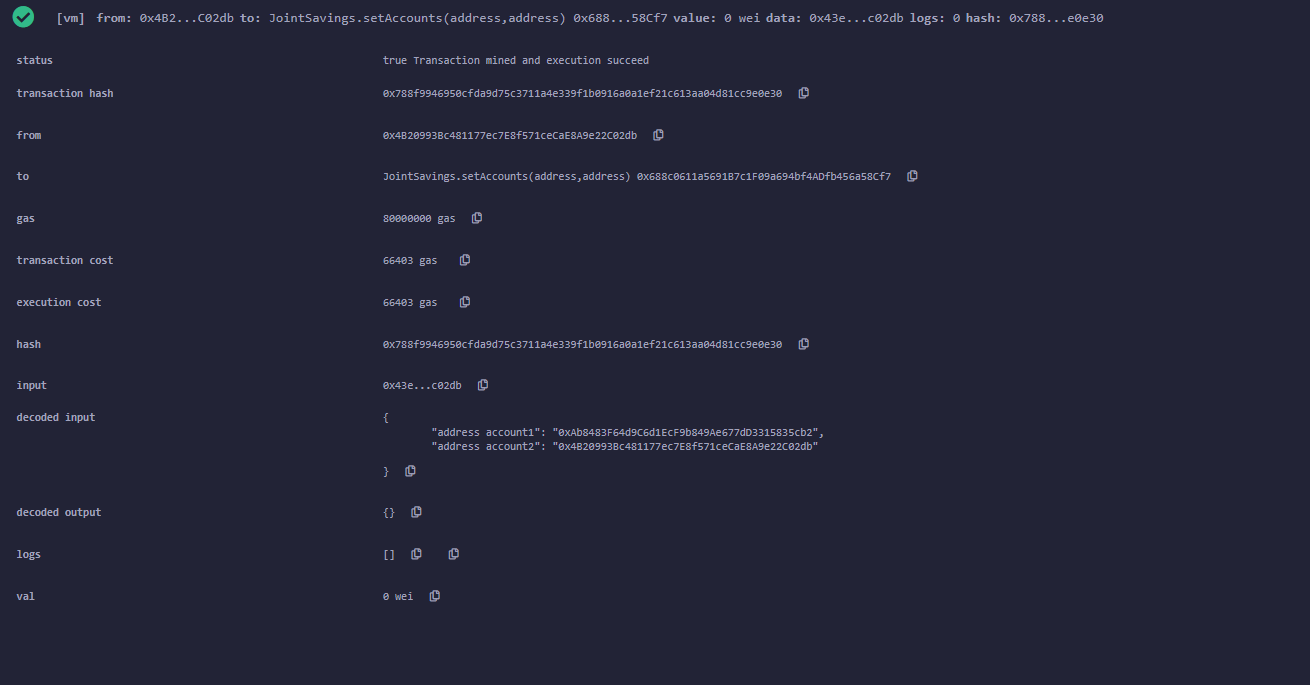 [vm] from: 0x4B2...C02db to: JointSavings.setAccounts(address,address) 0x688...58Cf7 value: 0 wei data: 0x43e...c02db logs: 0 hash: 0x788...e0e30
status true Transaction mined and execution succeed
transaction hash 0x788f9946950cfda9d75c3711a4e339f1b0916a0a1ef21c613aa04d81cc9e0e30
from 0x4B20993Bc481177ec7E8f571ceCaE8A9e22C02db
to JointSavings.setAccounts(address,address) 0x688c0611a5691B7c1F09a694bf4ADfb456a58Cf7
gas 80000000 gas
transaction cost 66403 gas
execution cost 66403 gas
hash 0x788f9946950cfda9d75c3711a4e339f1b0916a0a1ef21c613aa04d81cc9e0e30
input 0x43e...c02db
decoded input {
"address account1": "0xAb8483F64d9C6d1EcF9b849Ae677dD3315835cb2",
"address account2": "0x4B20993Bc481177ec7E8f571ceCaE8A9e22C02db"
}
decoded output {}
logs []
val 0 wei